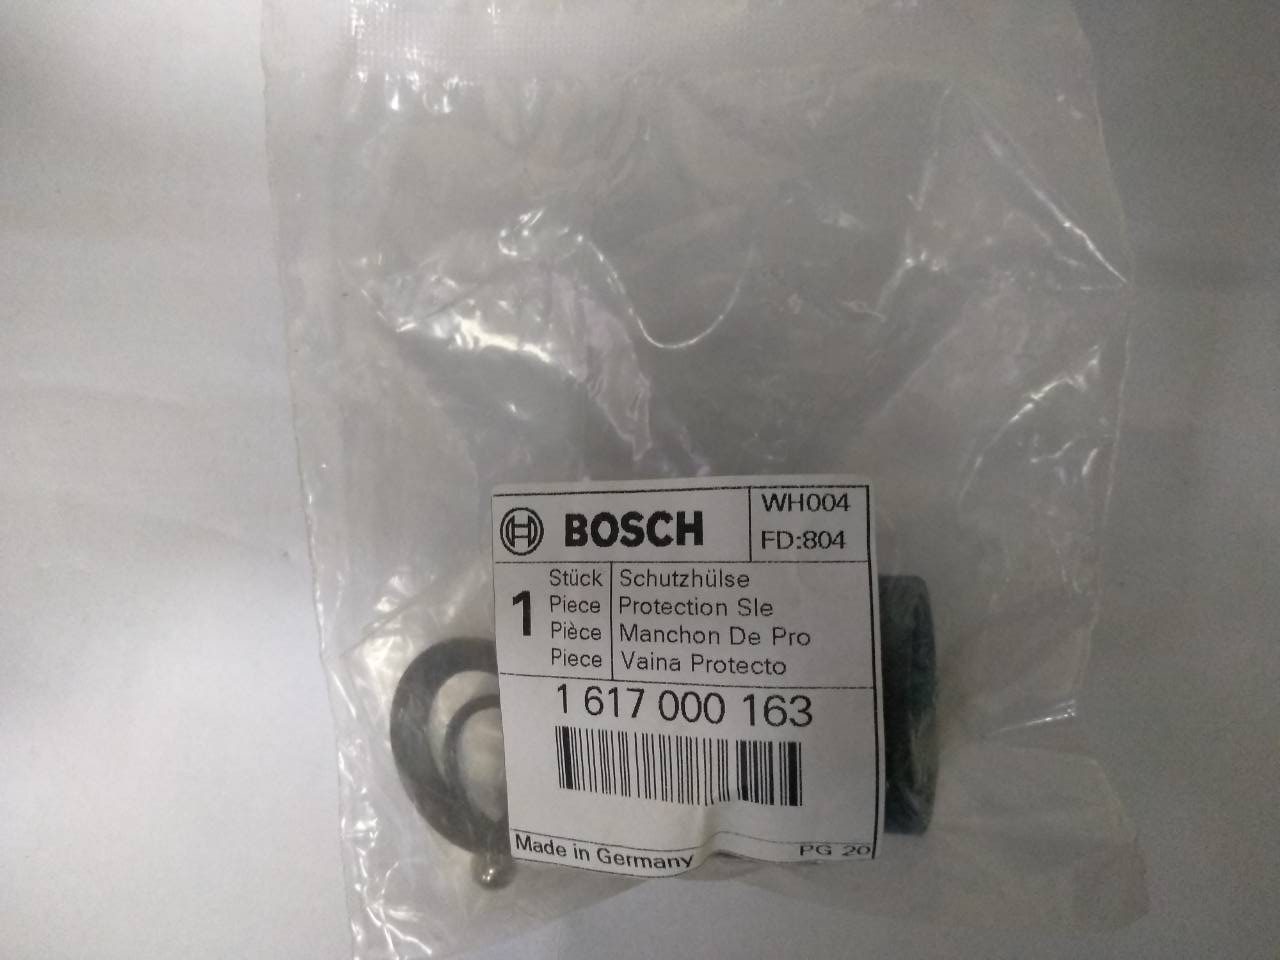 BOSCH
WH004
FD:804
1
Stück
Piece
Pièce
Piece
Schutzhülse
Protection Sle
Manchon De Pro
Vaina Protecto
1 617 000 163
Made in Germany
PG 20